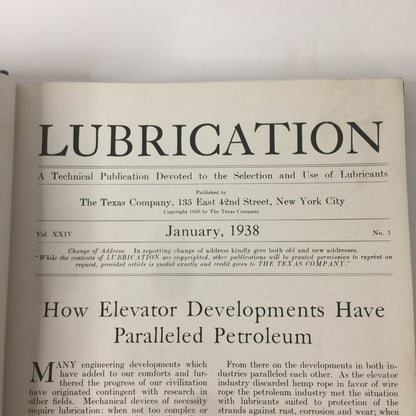 LUBRICATION
A Technical Publication Devoted to the Selection and Use of Lubricants
Published by
The Texas Company, 135 East 42nd Street, New York City
Copyright 1938 by The Texas Company
Vol. XXIV January, 1938 No. 1
Change of Address: In reporting change of address kindly give both old and new addresses.
"While the contents of LUBRICATION are copyrighted, other publications will be granted permission to reprint on
request, provided article is quoted exactly and credit given to THE TEXAS COMPANY."
How Elevator Developments Have
Paralleled Petroleum
MANY engineering developments which
have added to our comforts and fur-
thered the progress of our civilization
have originated contingent with research in
other fields. Mechanical devices of necessity
require lubrication: when not too complex or
From there on the developments in both in-
dustries paralleled each other. As the elevator
industry discarded hemp rope in favor of wire
rope the petroleum industry met the situation
with lubricants suited to protection of the
strands against rust, corrosion and wear, when